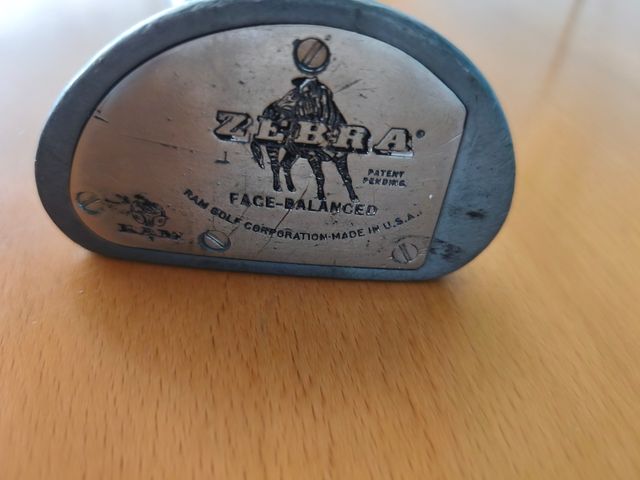 ZEBRA®
PATENT
PENDING
FACE-BALANCED
RAM GOLF CORPORATION-MADE IN U.S.A.
RAM